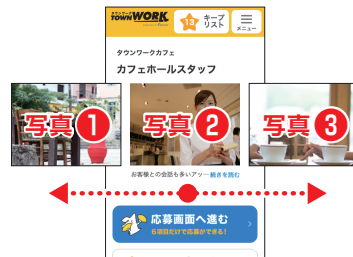 タウンワーク
TOWNWORK
13
キープ
リスト
メニュー
タウンワークカフェ
カフェホールスタッフ
写真1
写真2
写真3
お客様との会話も多いアッ… 続きを読む
応募画面へ進む
6項目だけで応募ができる!